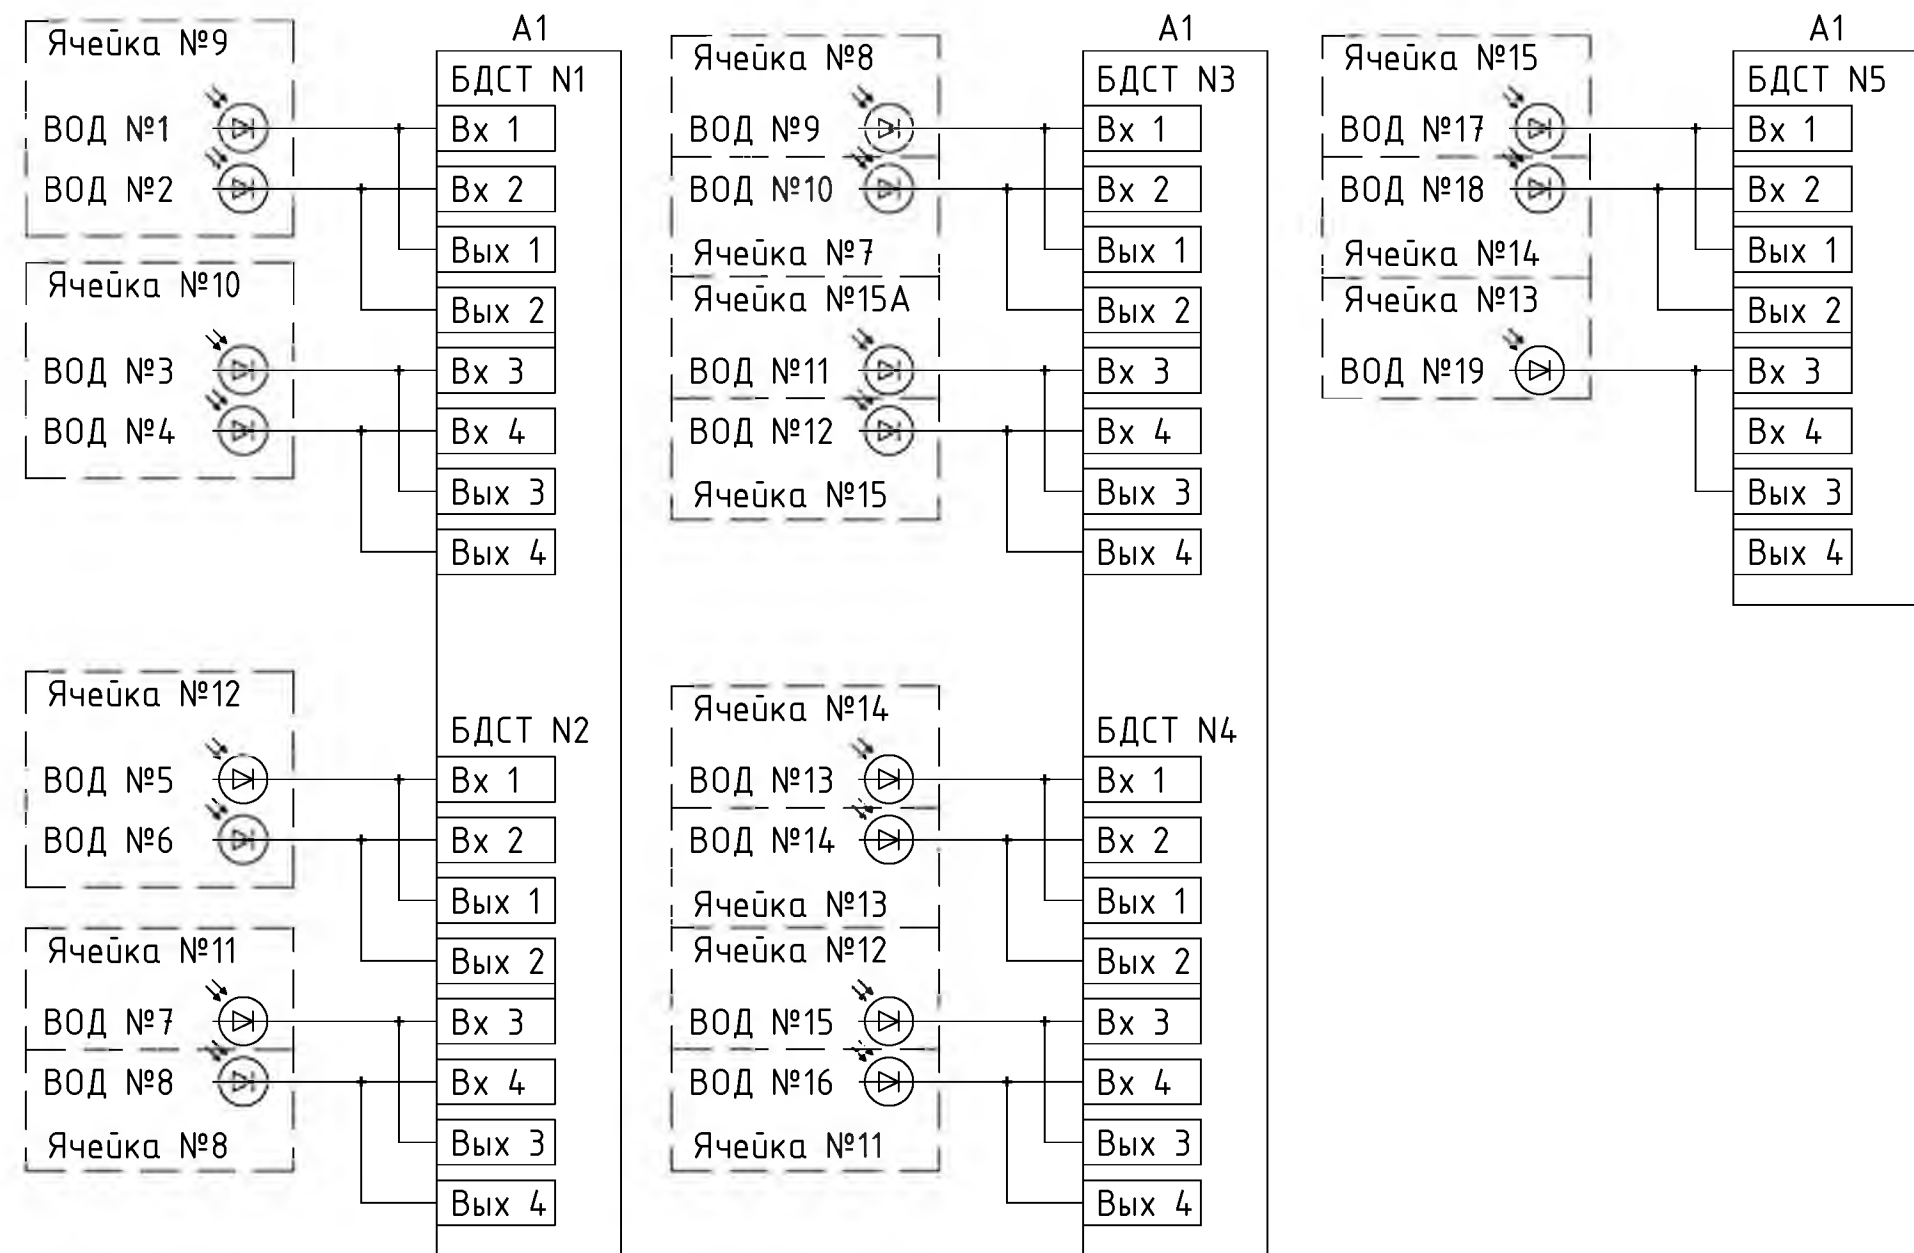 А1
Ячейка №9
БДСТ N1
ВОД №1
Вх 1
ВОД №2
Вх 2
Вых 1
Ячейка №10
Вых 2
ВОД №3
Вх 3
ВОД №4
Вх 4
Вых 3
Вых 4
Ячейка №12
БДСТ N2
ВОД №5
Вх 1
ВОД №6
Вх 2
Вых 1
Ячейка №11
Вых 2
ВОД №7
Вх 3
ВОД №8
Вх 4
Ячейка №8
Вых 3
Вых 4
А1
Ячейка №8
БДСТ N3
ВОД №9
Вх 1
ВОД №10
Вх 2
Ячейка №7
Вых 1
Ячейка №15А
Вых 2
ВОД №11
Вх 3
ВОД №12
Вх 4
Ячейка №15
Вых 3
Вых 4
Ячейка №14
БДСТ N4
ВОД №13
Вх 1
ВОД №14
Вх 2
Ячейка №13
Вых 1
Ячейка №12
Вых 2
ВОД №15
Вх 3
ВОД №16
Вх 4
Ячейка №11
Вых 3
Вых 4
А1
Ячейка №15
БДСТ N5
ВОД №17
Вх 1
ВОД №18
Вх 2
Ячейка №14
Вых 1
Ячейка №13
Вых 2
ВОД №19
Вх 3
Вх 4
Вых 3
Вых 4